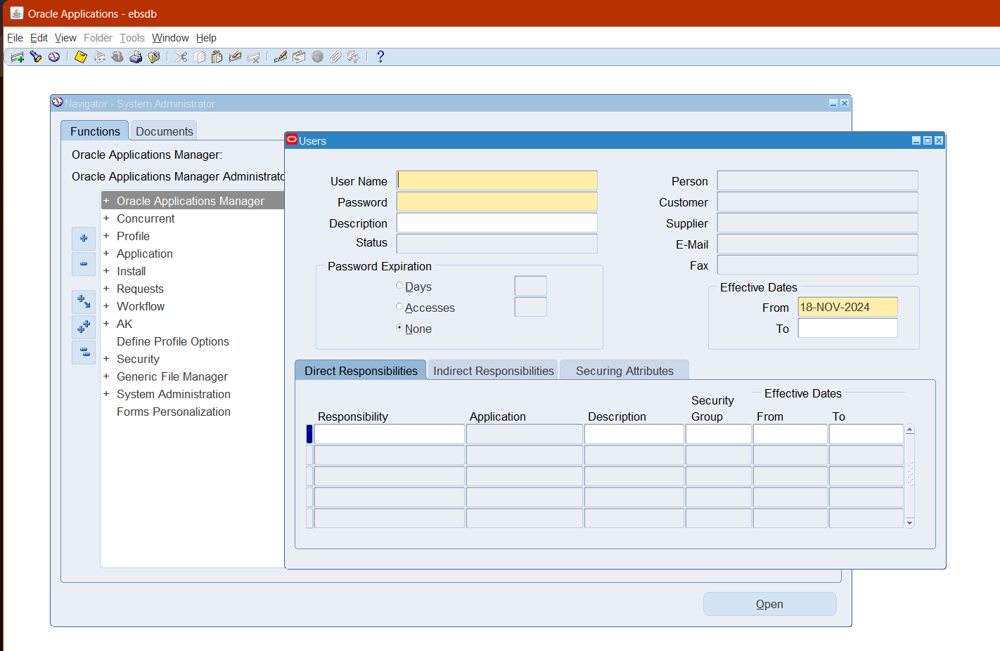 Oracle Applications - ebsdb
File Edit View Folder Tools Window Help
?
Navigator - System Administrator
Functions Documents
Oracle Applications Manager:
Oracle Applications Manager Administrato
+ Oracle Applications Manager
+ Concurrent
+ Profile
+ Application
+ Install
+ Requests
+ Workflow
+ AK
Define Profile Options
+ Security
+ Generic File Manager
+ System Administration
Forms Personalization
Open
Users
User Name
Password
Description
Status
Person
Customer
Supplier
E-Mail
Fax
Password Expiration
Days
Accesses
None
Effective Dates
From 18-NOV-2024
To
Direct Responsibilities Indirect Responsibilities Securing Attributes
Effective Dates
Responsibility Application Description Security Group From To